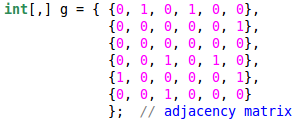 int[,] g = { {0, 1, 0, 1, 0, 0},
{0, 0, 0, 0, 0, 1},
{0, 0, 0, 0, 0, 0},
{0, 0, 1, 0, 1, 0},
{1, 0, 0, 0, 0, 1},
{0, 0, 1, 0, 0, 0}
};  // adjacency matrix